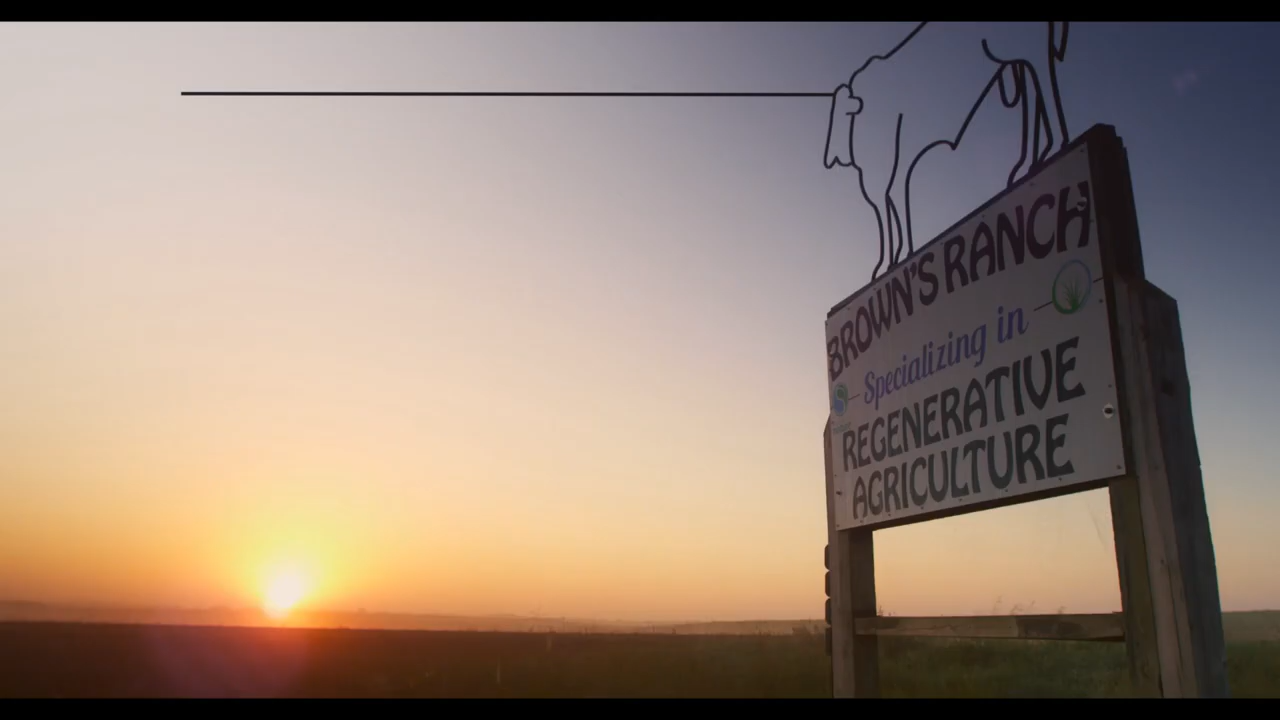 BROWN'S RANCH
Specializing in
REGENERATIVE
AGRICULTURE